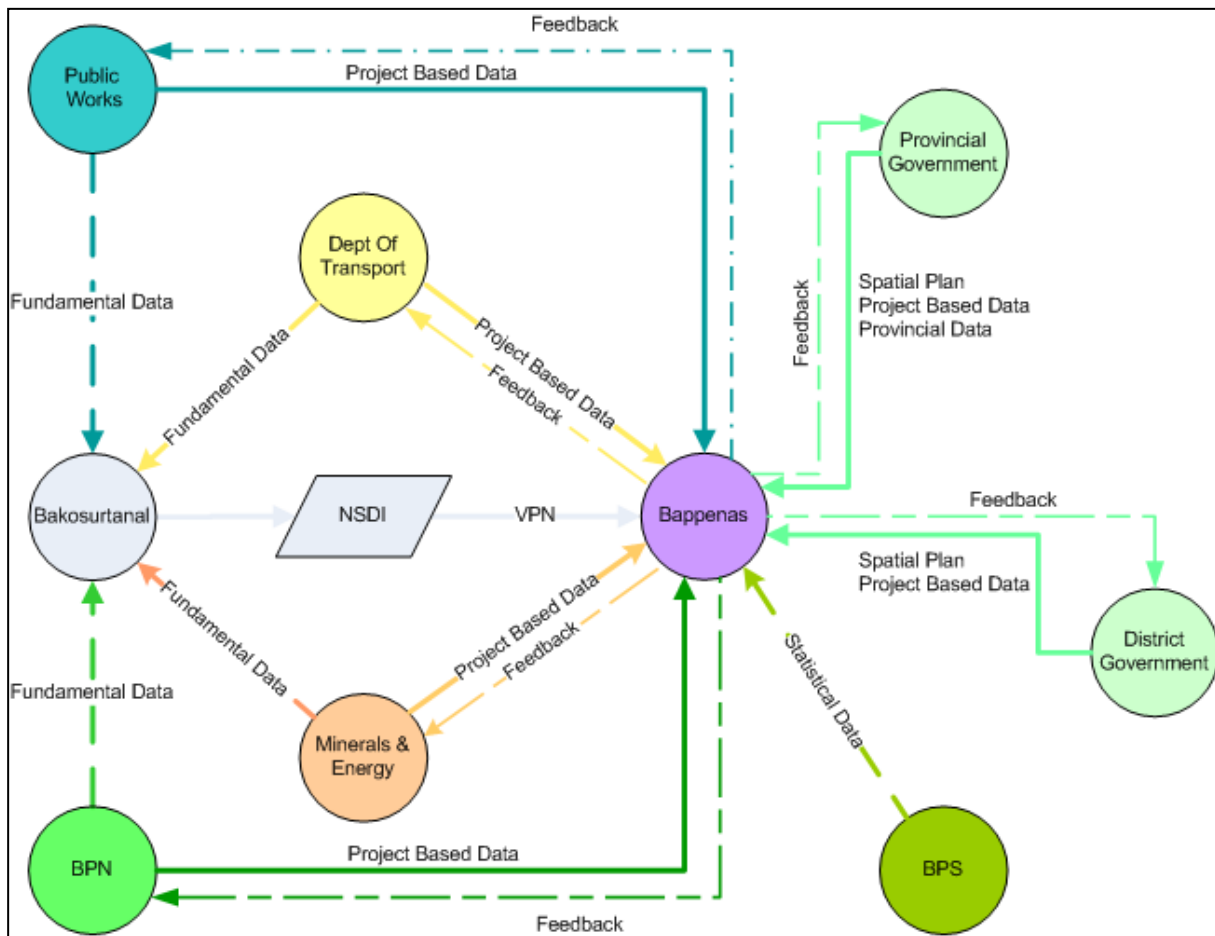 Feedback
Public
Works
Project Based Data
Provincial
Government
Dept Of
Transport
Fundamental Data
Fundamental Data
Project Based Data
Feedback
Feedback
Spatial Plan
Project Based Data
Provincial Data
Bakosurtanal
NSDI
VPN
Bappenas
Feedback
Spatial Plan
Project Based Data
District
Government
Fundamental Data
Fundamental Data
Project Based Data
Feedback
Statistical Data
Minerals &
Energy
BPN
Project Based Data
Feedback
BPS